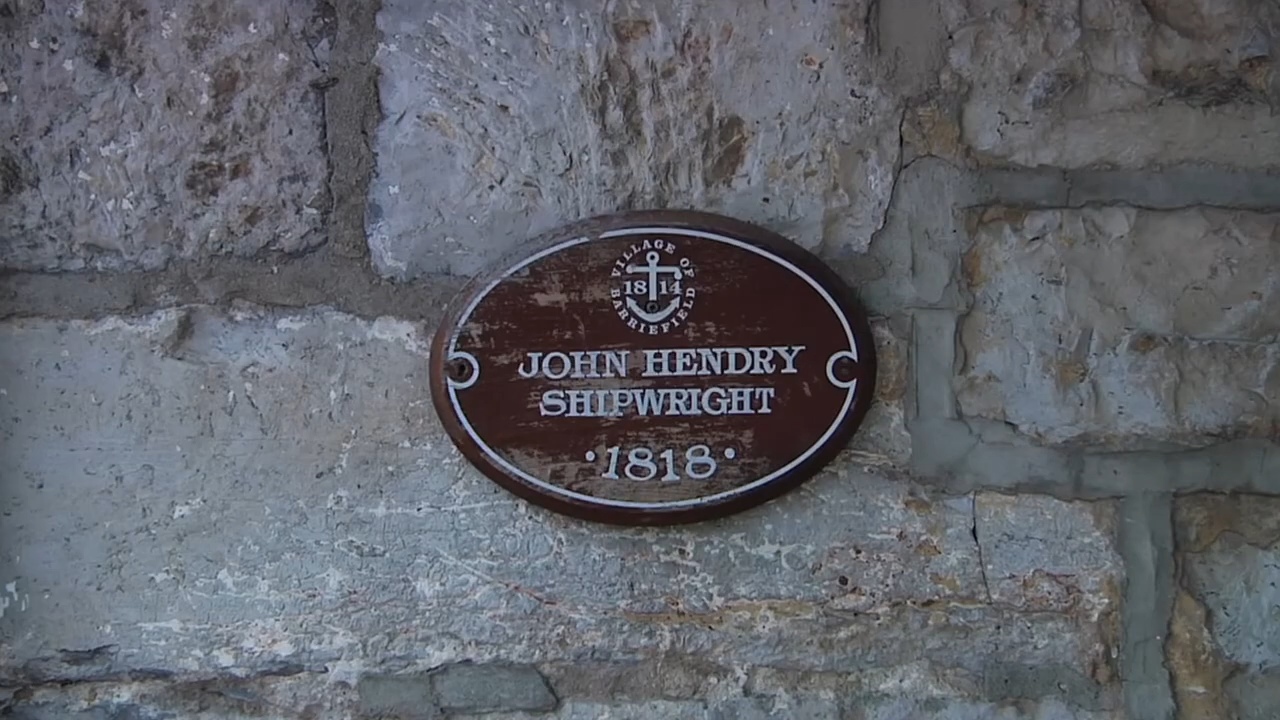 VILLAGE OF
BARRIEFIELD
1814
JOHN HENDRY
SHIPWRIGHT
·1818·